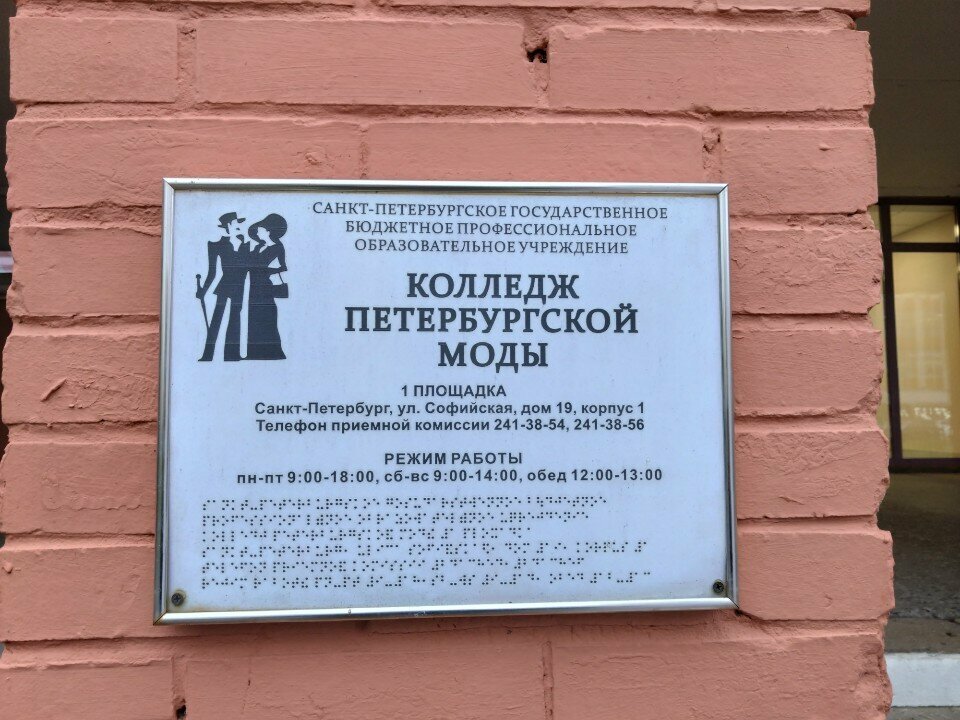 САНКТ-ПЕТЕРБУРГСКОЕ ГОСУДАРСТВЕННОЕ
БЮДЖЕТНОЕ ПРОФЕССИОНАЛЬНОЕ
ОБРАЗОВАТЕЛЬНОЕ УЧРЕЖДЕНИЕ
КОЛЛЕДЖ
ПЕТЕРБУРГСКОЙ
МОДЫ
1 ПЛОЩАДКА
Санкт-Петербург, ул. Софийская, дом 19, корпус 1
Телефон приемной комиссии 241-38-54, 241-38-56
РЕЖИМ РАБОТЫ
пн-пт 9:00-18:00, сб-вс 9:00-14:00, обед 12:00-13:00